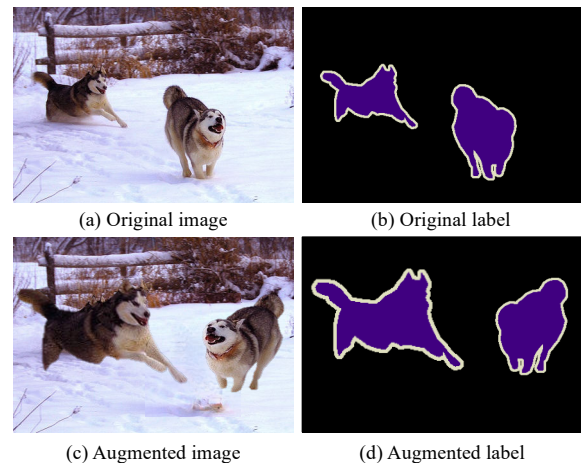 (a) Original image
(b) Original label
(c) Augmented image
(d) Augmented label